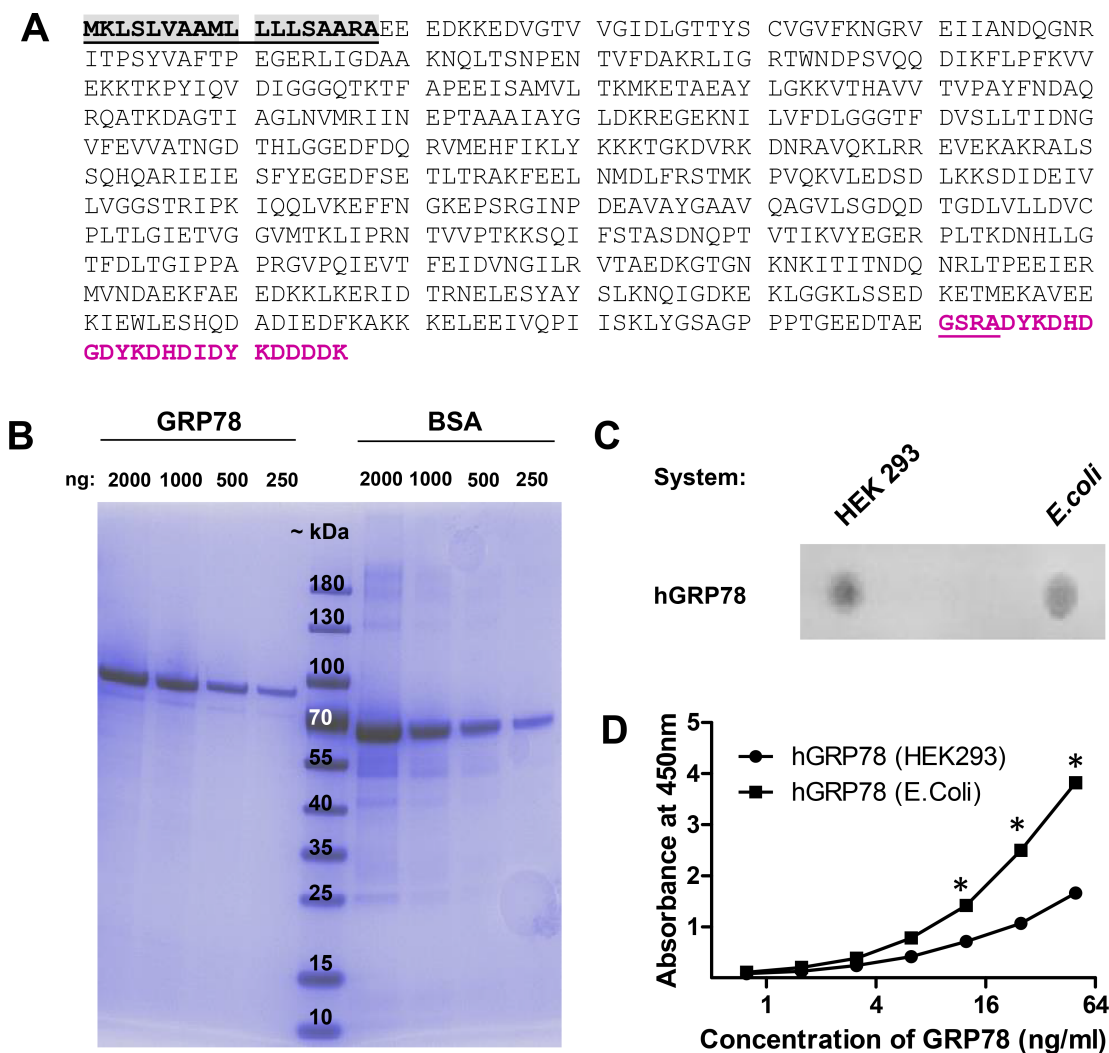 A
MKLSLVAAML LLLSAARAEE EDKKEDVGTV VGIDLGTTYS CVGVFKNGRV EIIANDQGNR
ITPSYVAFTP EGERLIGDAA KNQLTSNPEN TVFDAKRLIG RTWNDPSVQQ DIKFLPFKVV
EKKTKPYIQV DIGGGQTKTF APEEISAMVL TKMKETAEAY LGKKVTHAVV TVPAYFNDAQ
RQATKDAGTI AGLNVMRIIN EPTAAAIAYG LDKREGEKNI LVFDLGGGTF DVSLLTIDNG
VFEVVATNGD THLGGEDFDQ RVMEHFIKLY KKKTGKDVRK DNRAVQKLRR EVEKAKRALS
SQHQARIEIE SFYEGEDFSE TLTRAKFEEL NMDLFRSTMK PVQKVLEDSD LKKSDIDEIV
LVGGSTRIPK IQQLVKEFFN GKEPSRGINP DEAVAYGAAV QAGVLSGDQD TGDLVLLDVC
PLTLGIETVG GVMTKLIPRN TVVPTKKSQI FSTASDNQPT VTIKVYEGER PLTKDNHLLG
TFDLTGIPPA PRGVPQIEVT FEIDVNGILR VTAEDKGTGN KNKITITNDQ NRLTPEEIER
MVNDAEKFAE EDKKLKERID TRNELESYAY SLKNQIGDKE KLGGKLSSED KETMEKAVEE
KIEWLESHQD ADIEDFKAKK KELEEIVQPI ISKLYGSAGP PPTGEEDTAE GSRADYKDHD
GDYKDHDIDY KDDDDK
B
GRP78 BSA
ng: 2000 1000 500 250 2000 1000 500 250
~ kDa
180
130
100
70
55
40
35
25
15
10
C
System: HEK 293 E.coli
hGRP78
D
Absorbance at 450nm
5
4
3
2
1
hGRP78 (HEK293)
hGRP78 (E.Coli)
*
*
*
1 4 16 64
Concentration of GRP78 (ng/ml)